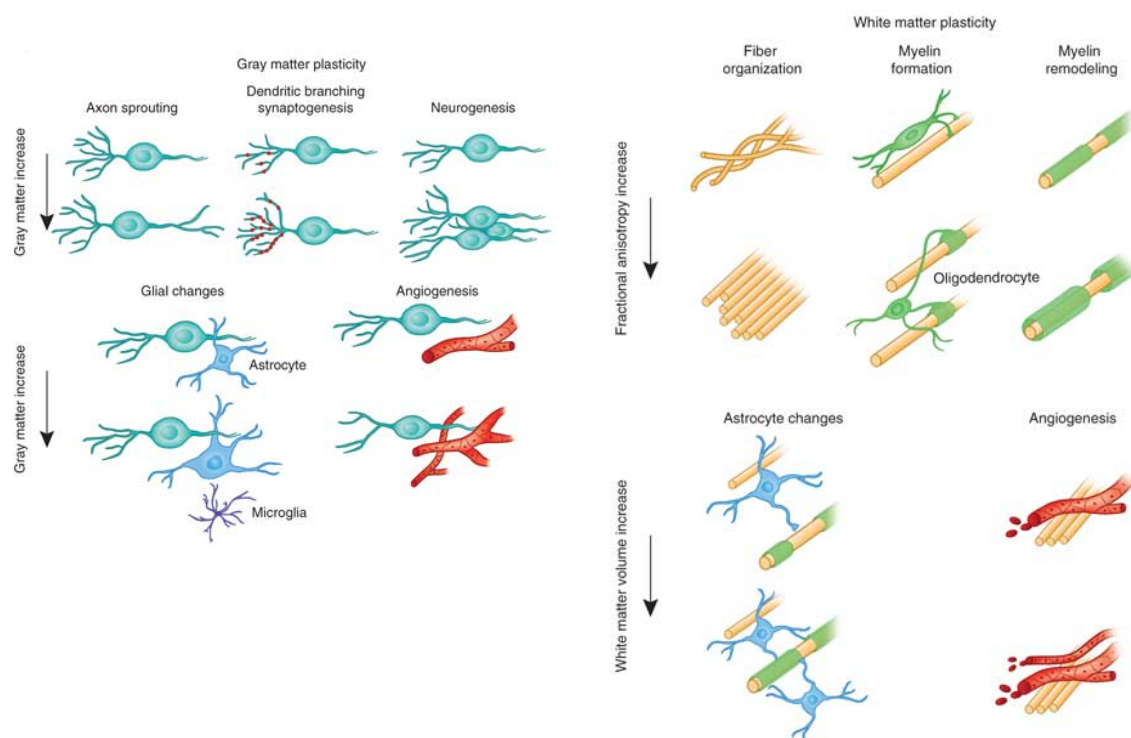 Gray matter plasticity
Axon sprouting
Dendritic branching
synaptogenesis
Neurogenesis
Gray matter increase
Glial changes
Angiogenesis
Astrocyte
Gray matter increase
Microglia
White matter plasticity
Fiber
organization
Myelin
formation
Myelin
remodeling
Fractional anisotropy increase
Oligodendrocyte
Astrocyte changes
Angiogenesis
White matter volume increase